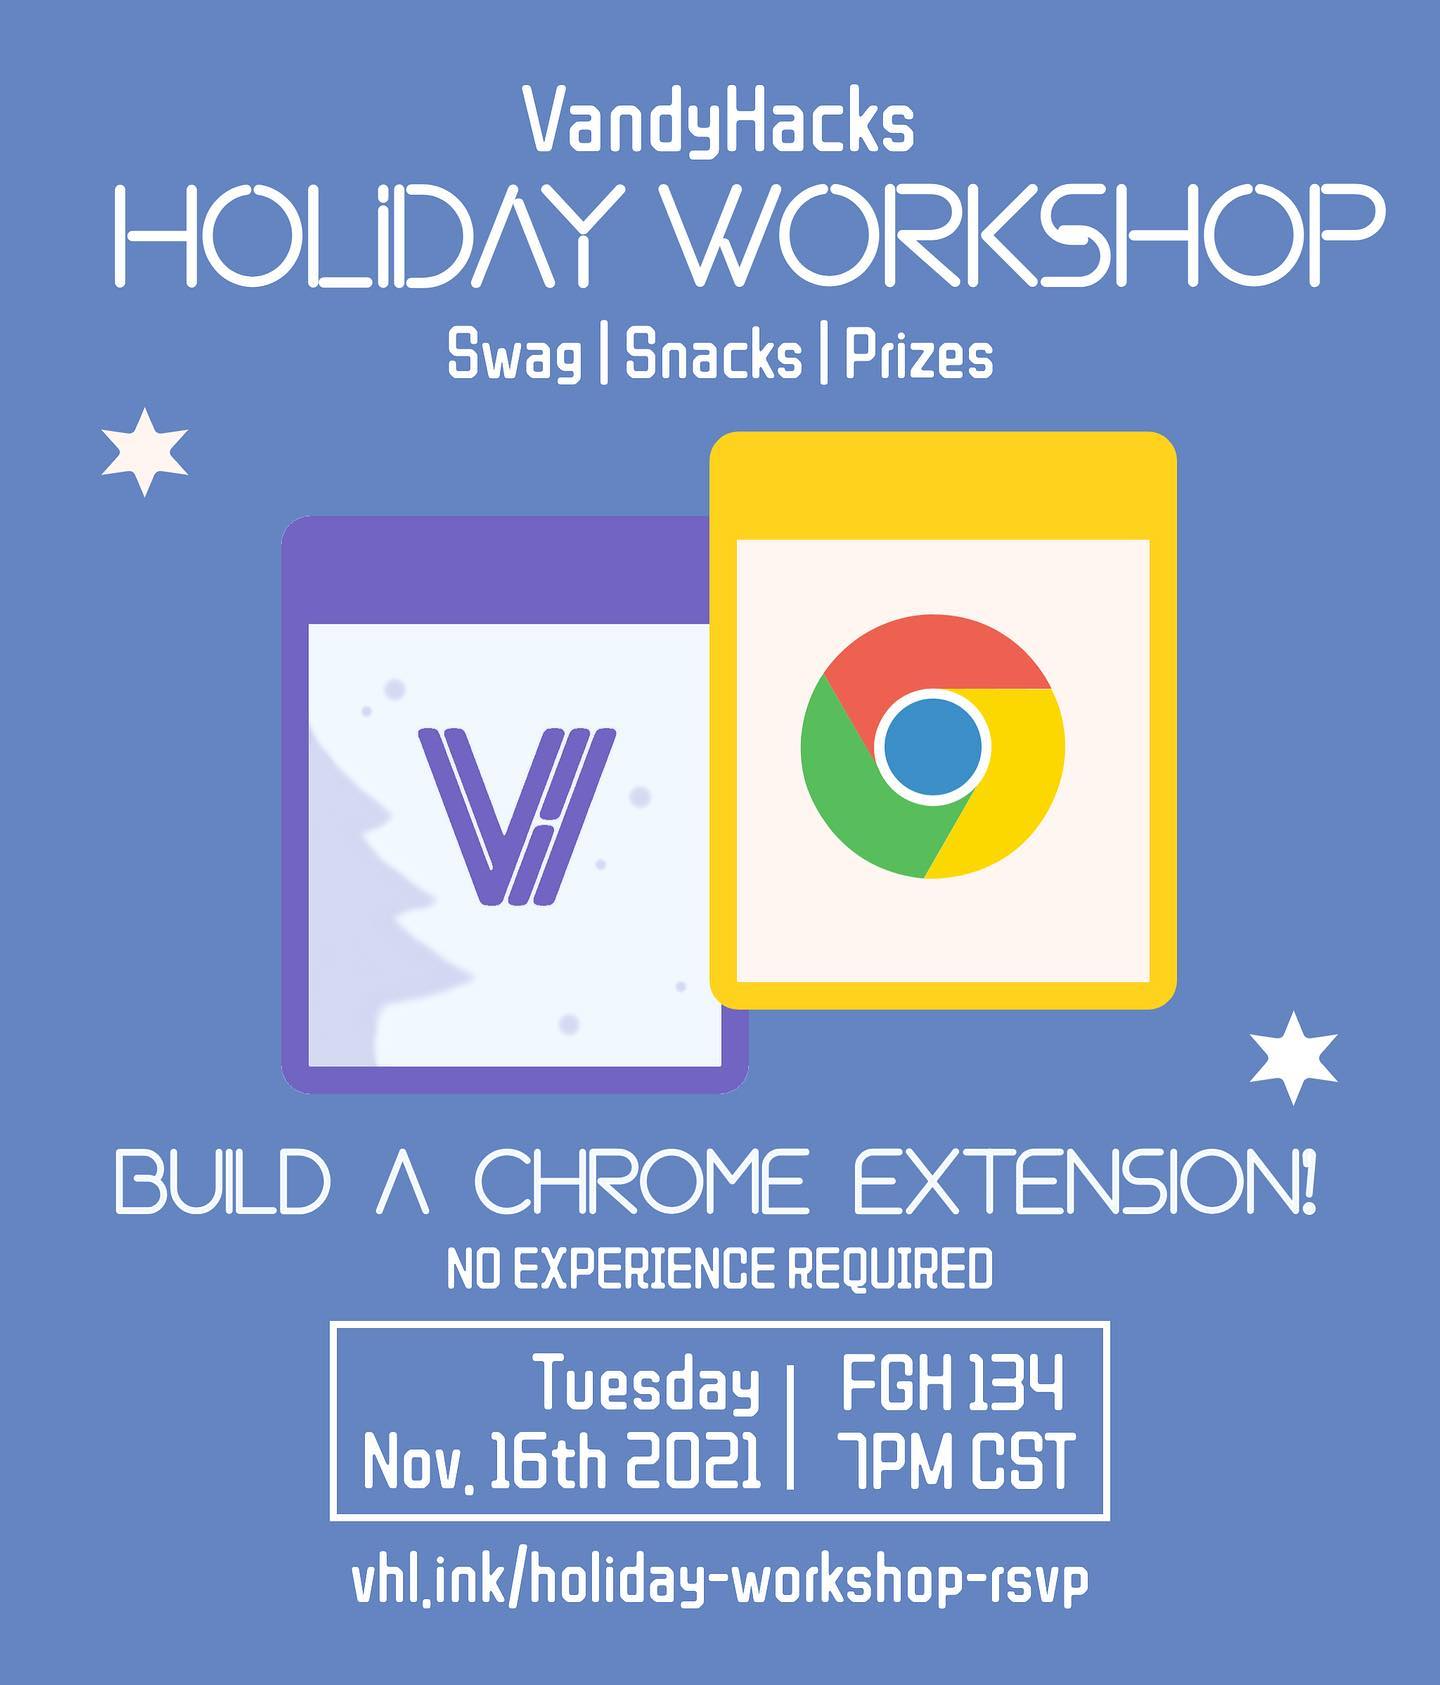 VandyHacks
HOLIDAY WORKSHOP
Swag | Snacks | Prizes
BUILD A CHROME EXTENSION!
NO EXPERIENCE REQUIRED
Tuesday
Nov. 16th 2021
FGH 134
7PM CST
vhl.ink/holiday-workshop-rsvp